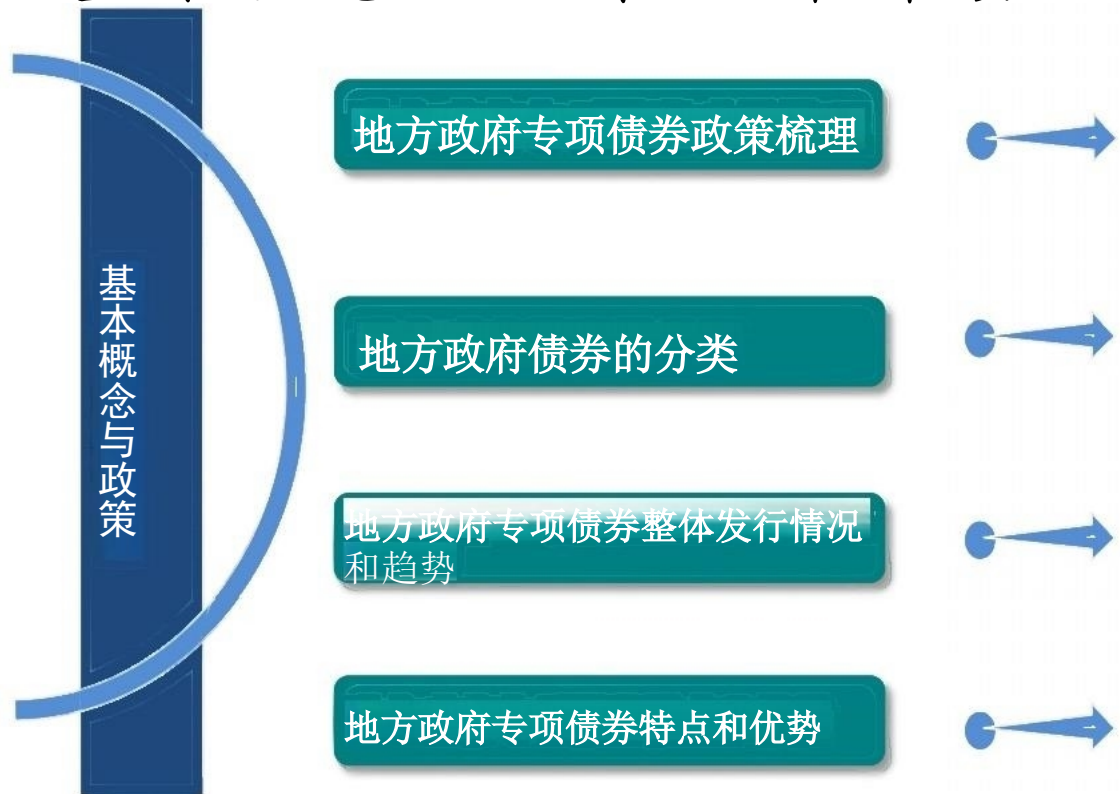 基本概念与政策
地方政府专项债券政策梳理
地方政府债券的分类
地方政府专项债券整体发行情况
和趋势
地方政府专项债券特点和优势